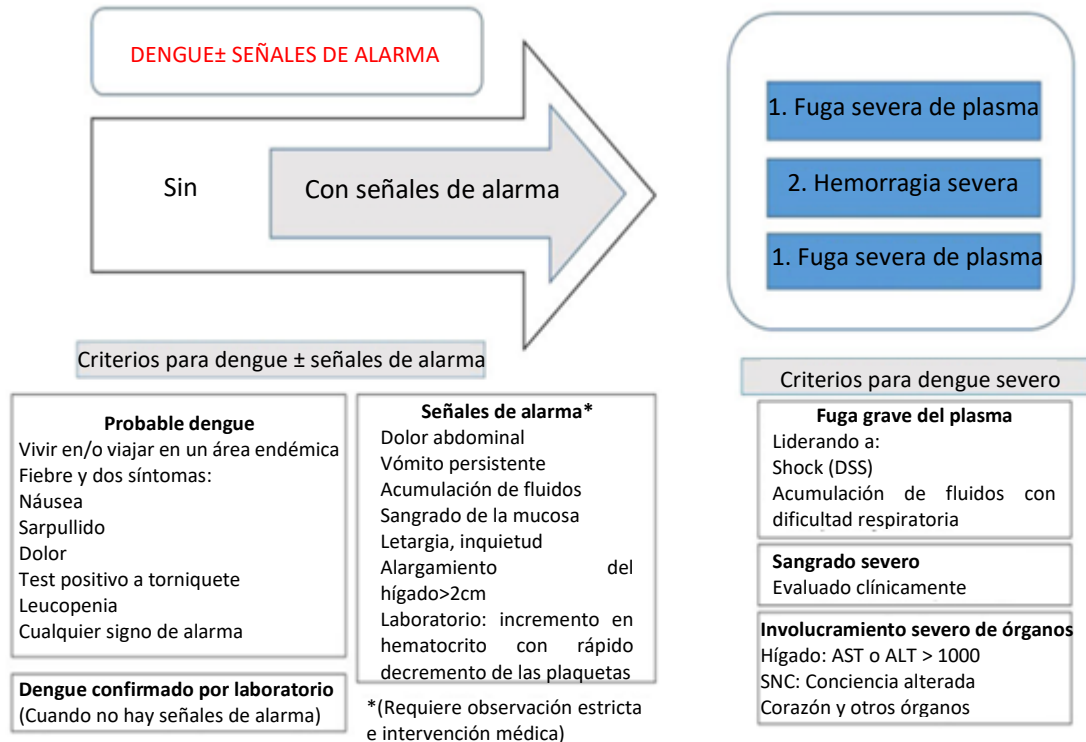 DENGUE± SEÑALES DE ALARMA
Sin
Con señales de alarma
1. Fuga severa de plasma
2. Hemorragia severa
1. Fuga severa de plasma
Criterios para dengue ± señales de alarma
Probable dengue
Vivir en/o viajar en un área endémica
Fiebre y dos síntomas:
Náusea
Sarpullido
Dolor
Test positivo a torniquete
Leucopenia
Cualquier signo de alarma
Dengue confirmado por laboratorio
(Cuando no hay señales de alarma)
Señales de alarma*
Dolor abdominal
Vómito persistente
Acumulación de fluidos
Sangrado de la mucosa
Letargia, inquietud
Alargamiento del
hígado>2cm
Laboratorio: incremento en
hematocrito con rápido
decremento de las plaquetas
*(Requiere observación estricta
e intervención médica)
Criterios para dengue severo
Fuga grave del plasma
Liderando a:
Shock (DSS)
Acumulación de fluidos con
dificultad respiratoria
Sangrado severo
Evaluado clínicamente
Involucramiento severo de órganos
Hígado: AST o ALT > 1000
SNC: Conciencia alterada
Corazón y otros órganos